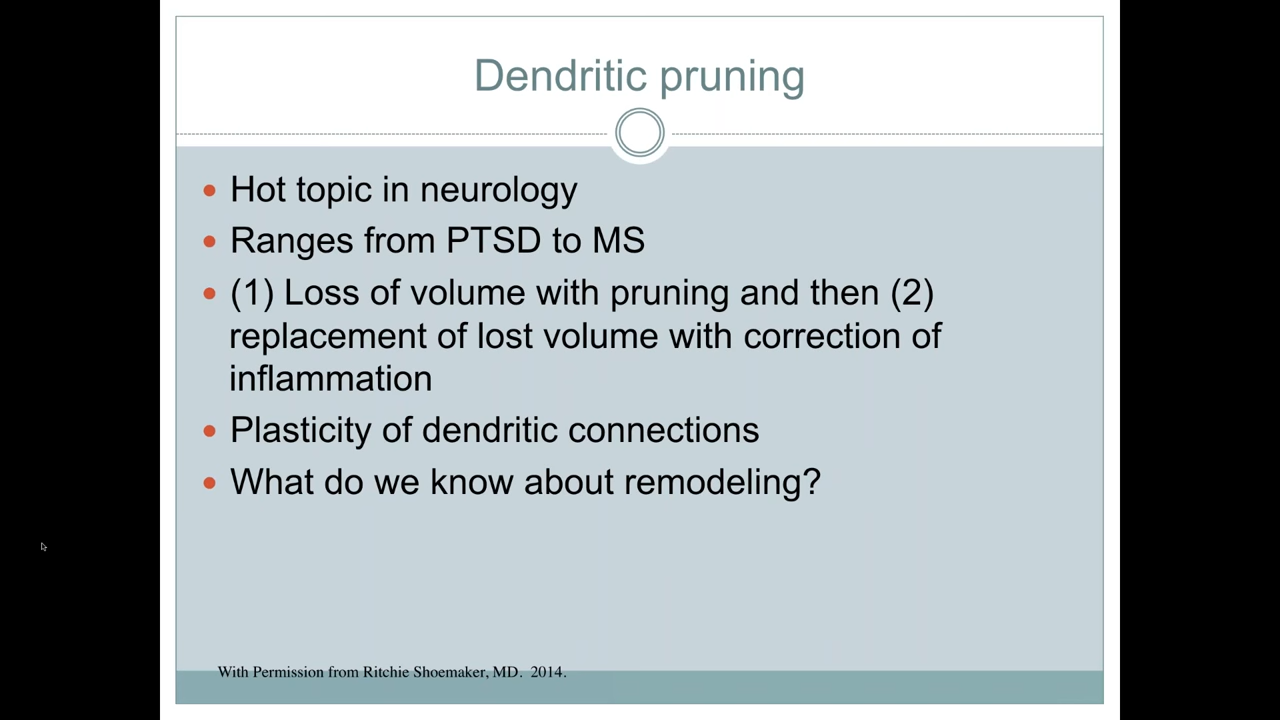 Dendritic pruning
• Hot topic in neurology
• Ranges from PTSD to MS
• (1) Loss of volume with pruning and then (2)
replacement of lost volume with correction of
inflammation
• Plasticity of dendritic connections
• What do we know about remodeling?
With Permission from Ritchie Shoemaker, MD.  2014.